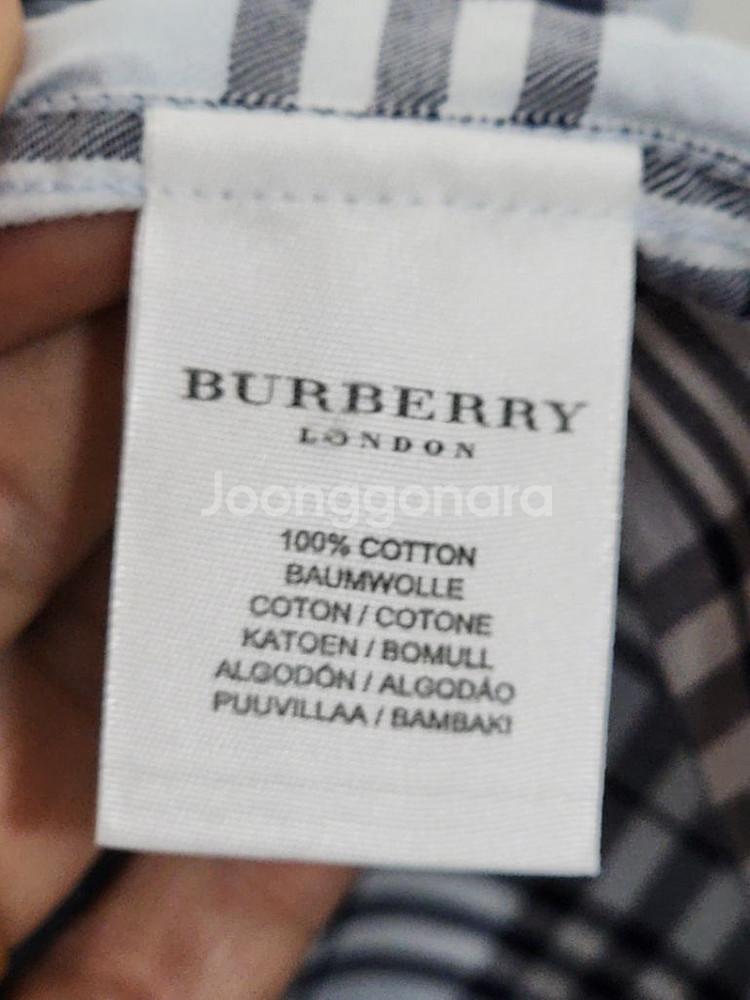 BURBERRY
LONDON
Joonggonara
100% COTTON
BAUMWOLLE
COTON / COTONE
KATOEN / BOMULL
ALGODÓN / ALGODÃO
PUUVILLAA / BAMBAKI